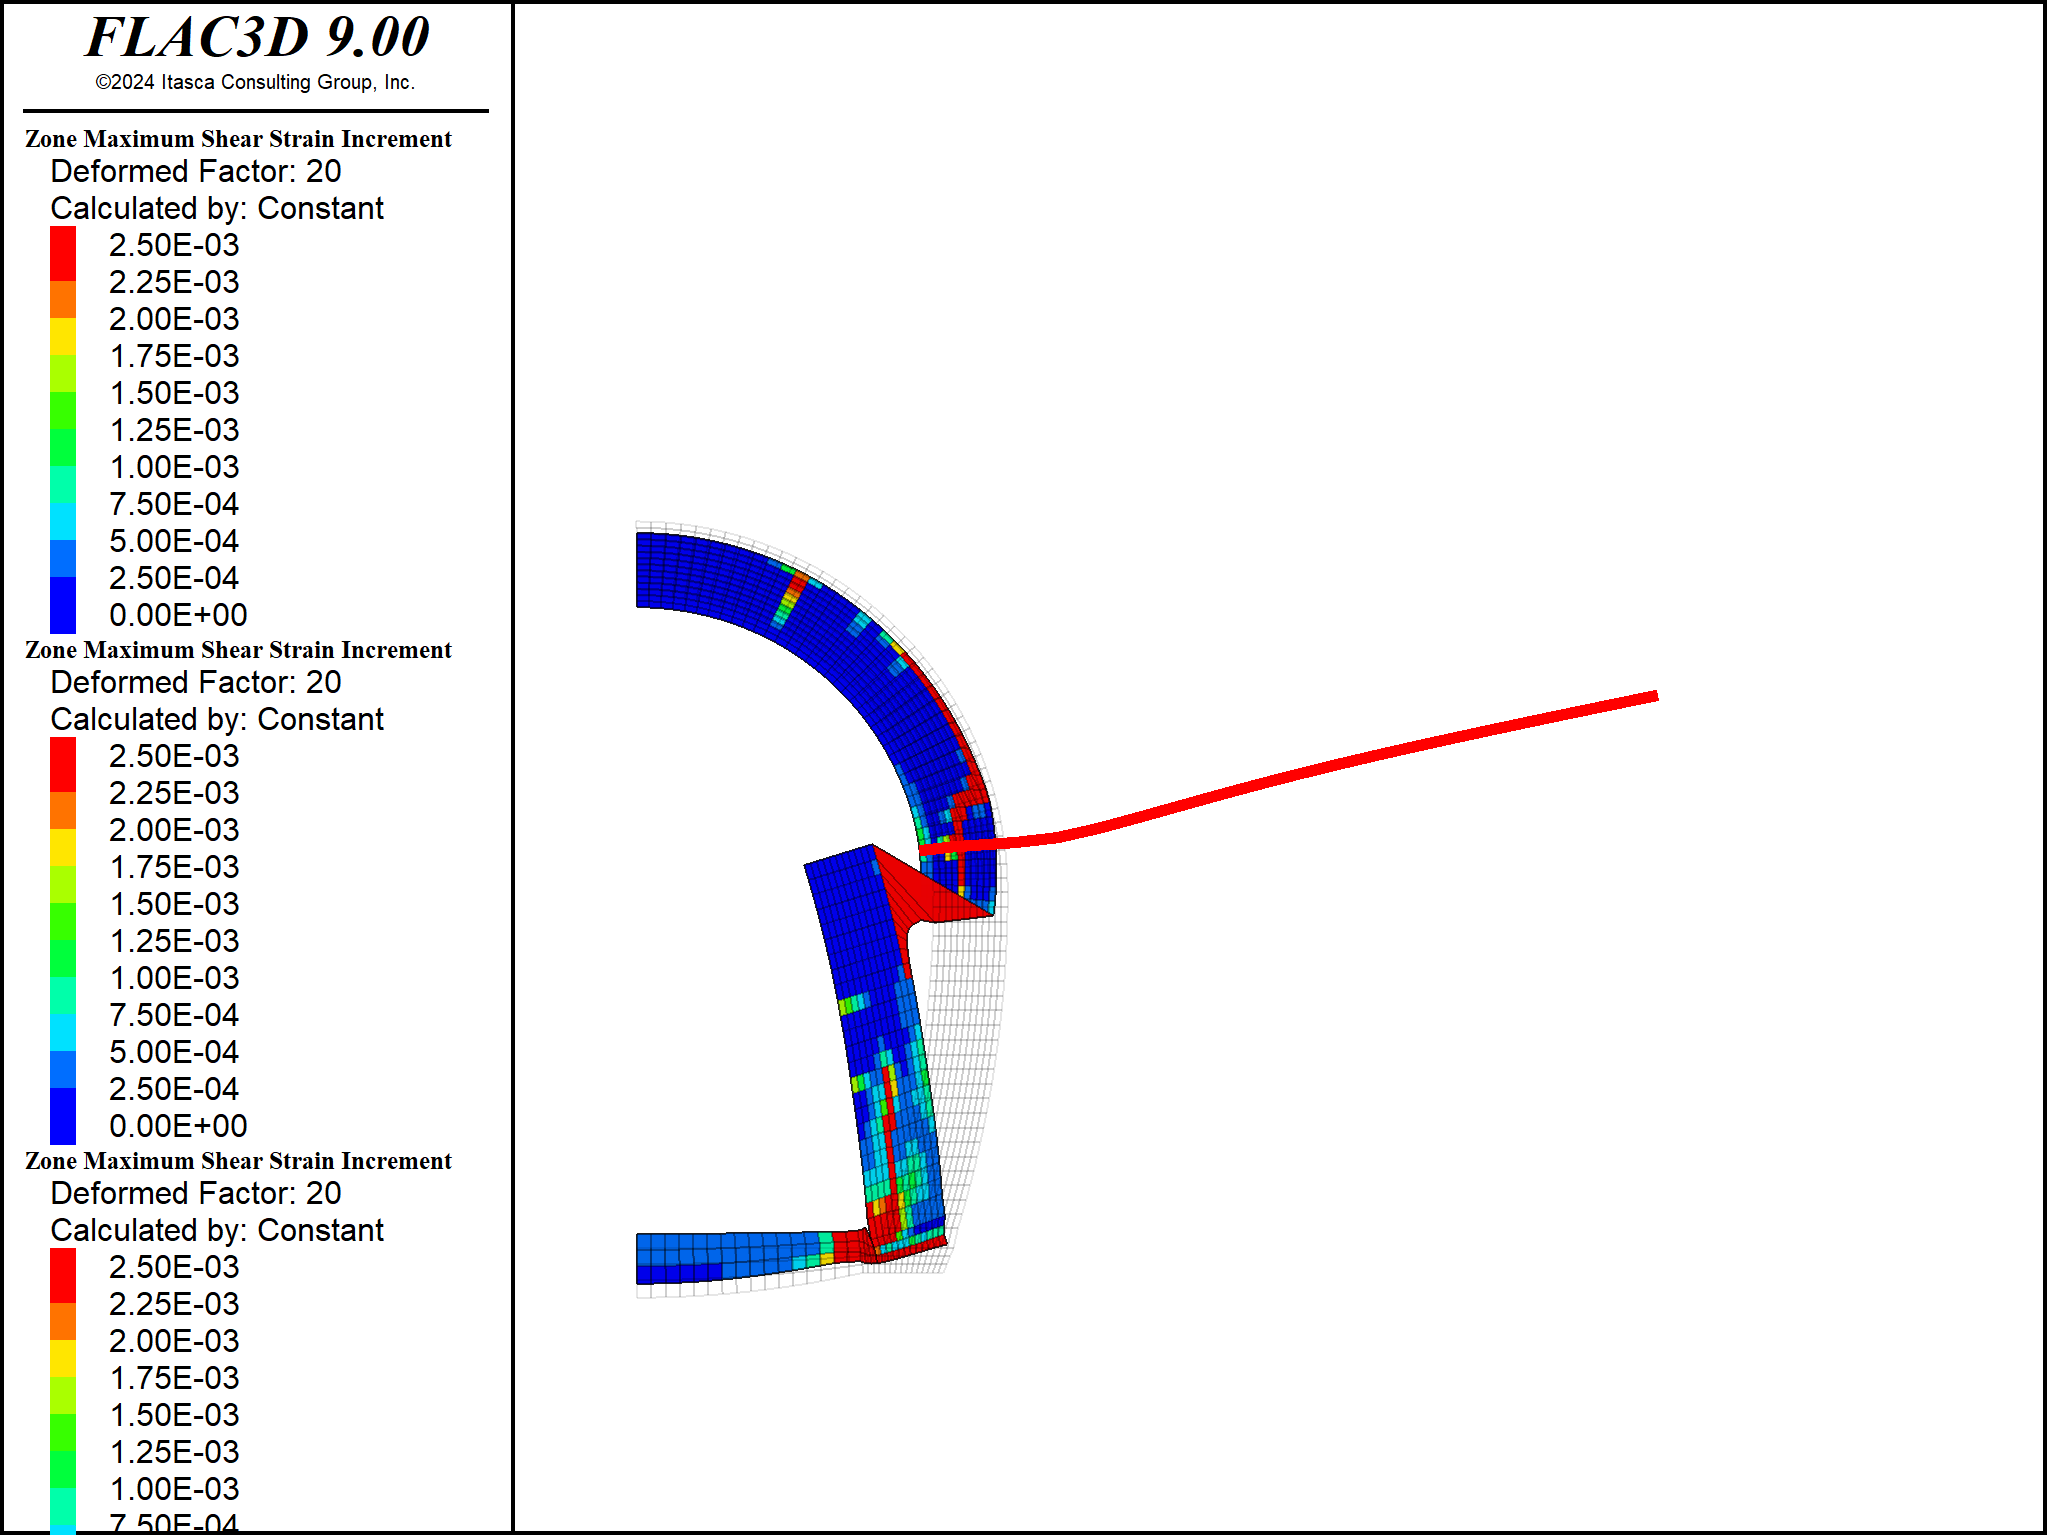 FLAC3D 9.00
©2024 Itasca Consulting Group, Inc.
Zone Maximum Shear Strain Increment
Deformed Factor: 20
Calculated by: Constant
2.50E-03
2.25E-03
2.00E-03
1.75E-03
1.50E-03
1.25E-03
1.00E-03
7.50E-04
5.00E-04
2.50E-04
0.00E+00
Zone Maximum Shear Strain Increment
Deformed Factor: 20
Calculated by: Constant
2.50E-03
2.25E-03
2.00E-03
1.75E-03
1.50E-03
1.25E-03
1.00E-03
7.50E-04
5.00E-04
2.50E-04
0.00E+00
Zone Maximum Shear Strain Increment
Deformed Factor: 20
Calculated by: Constant
2.50E-03
2.25E-03
2.00E-03
1.75E-03
1.50E-03
1.25E-03
1.00E-03
7.50E-04